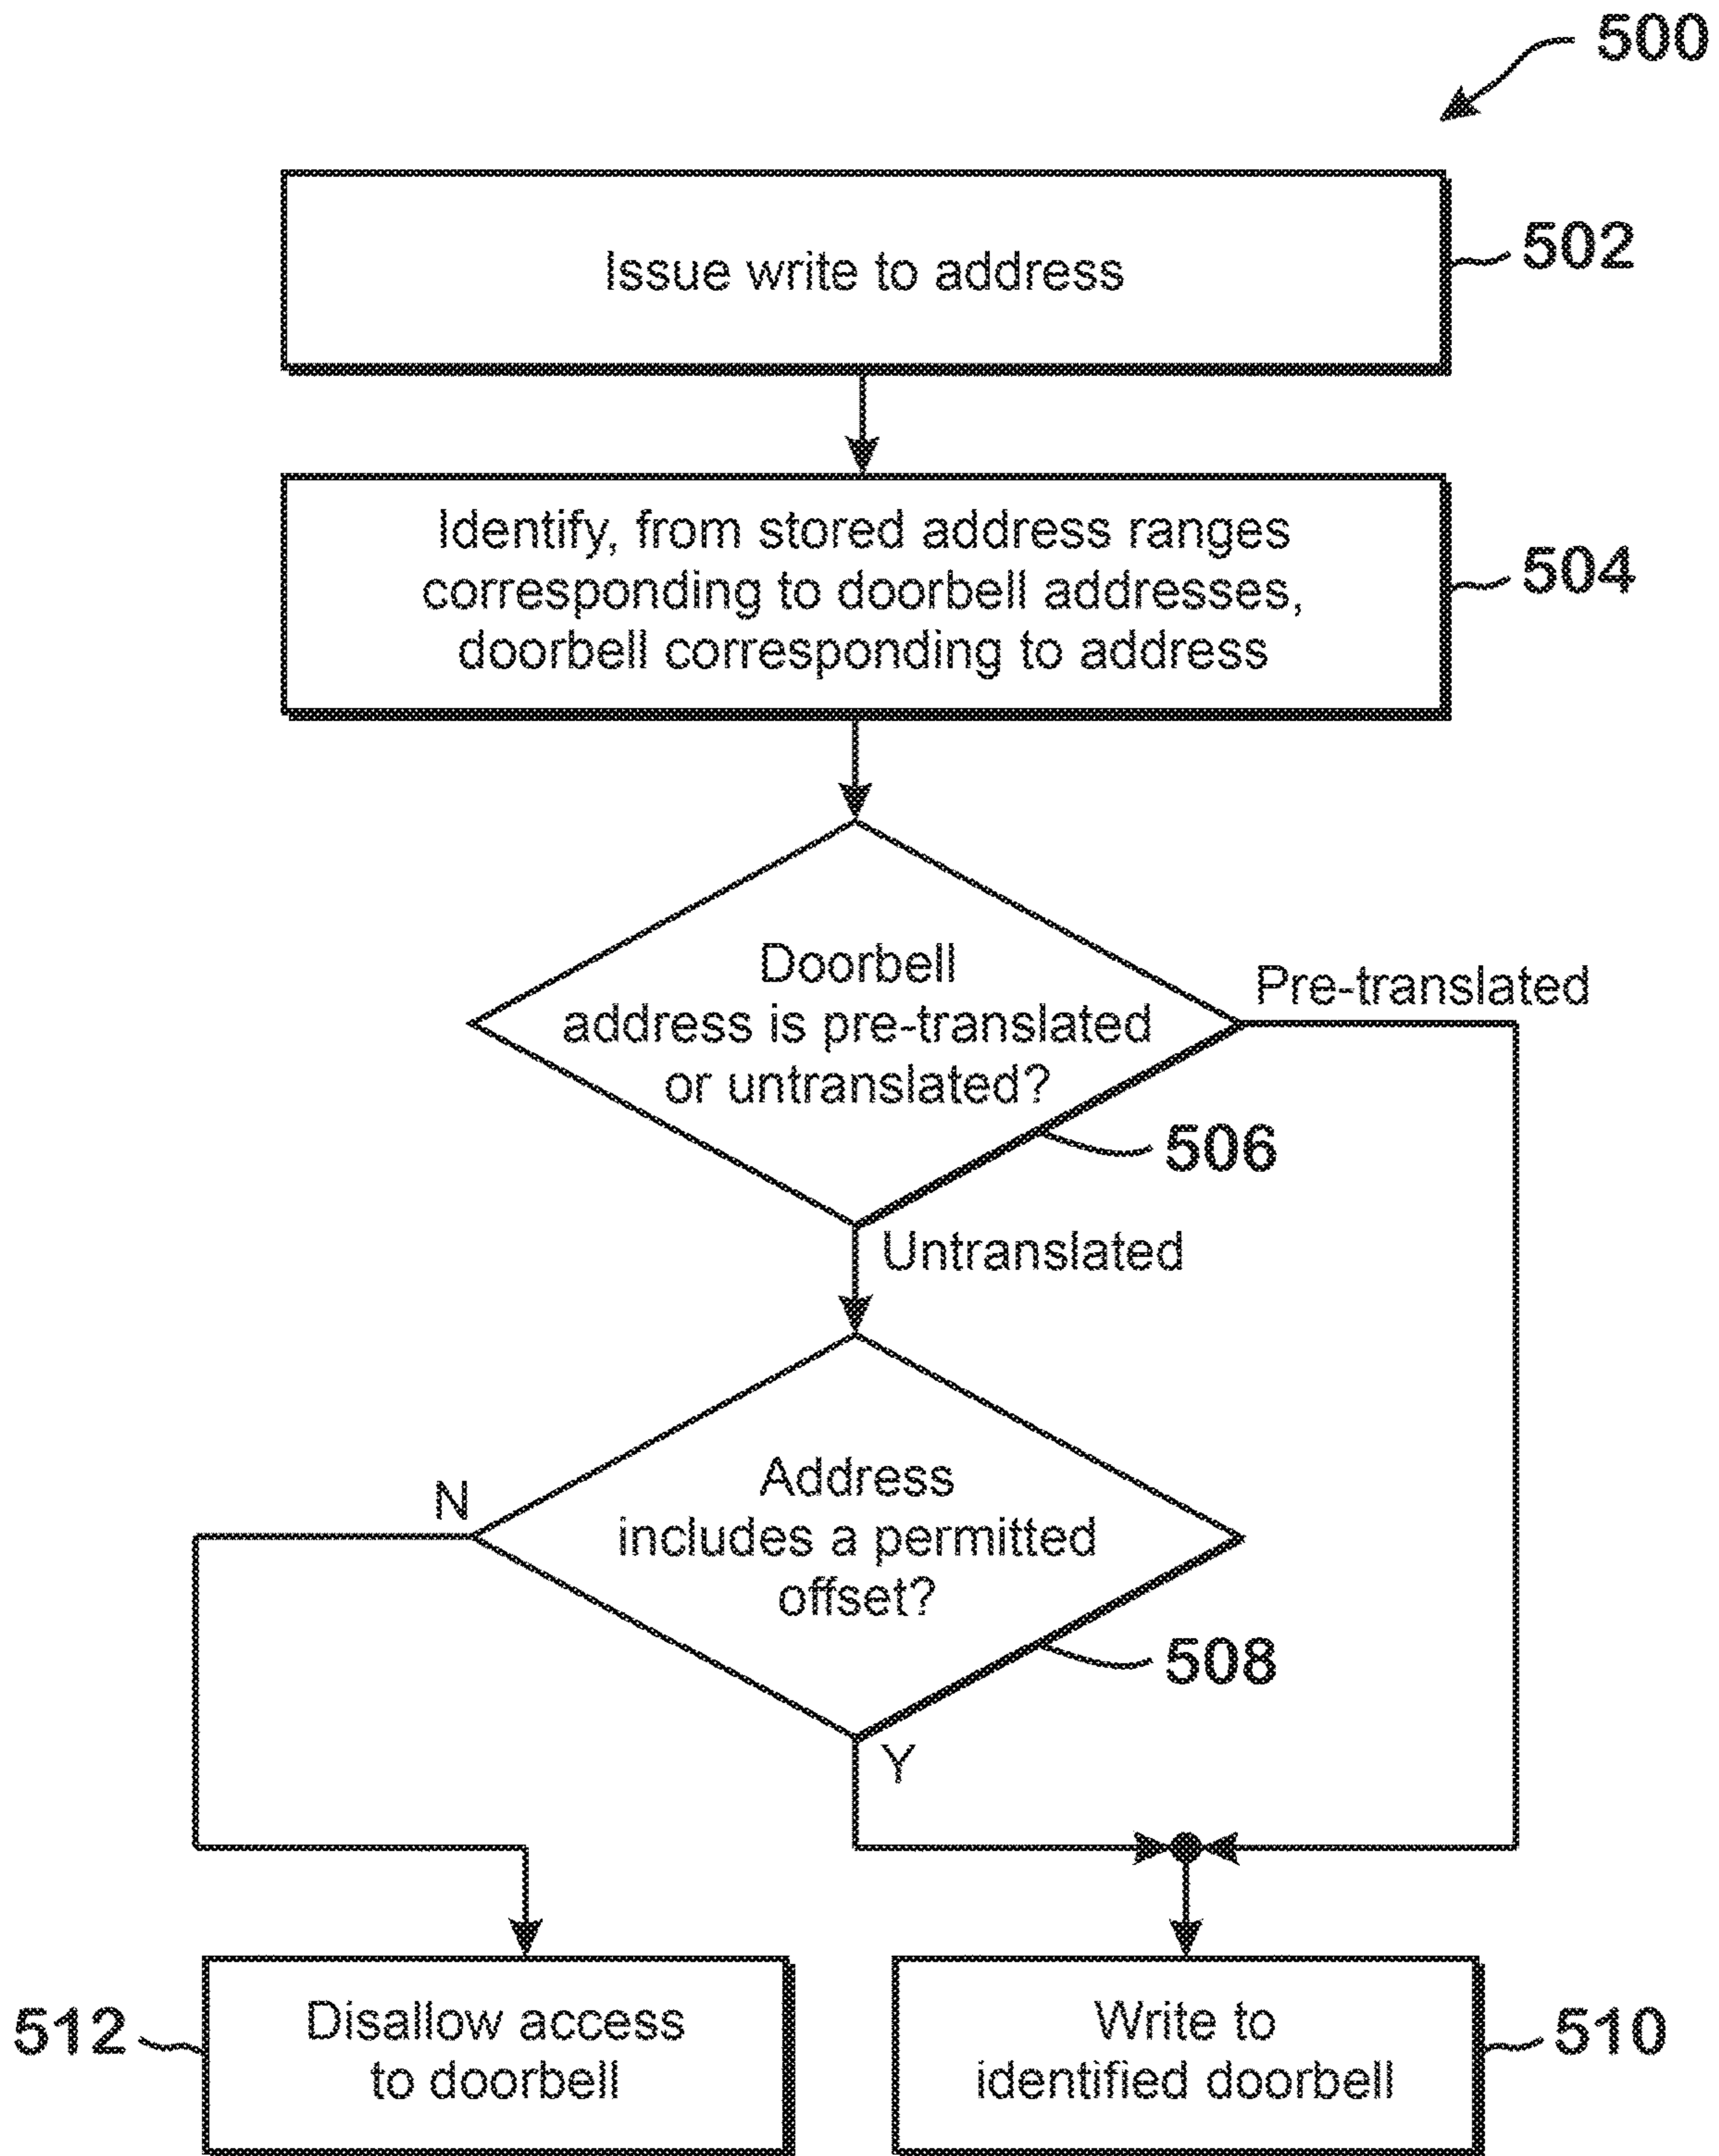 500
Issue write to address
502
Identify, from stored address ranges
corresponding to doorbell addresses,
doorbell corresponding to address
504
Doorbell
address is pre-translated
or untranslated?
Pre-translated
506
Untranslated
Address
includes a permitted
offset?
N
508
Y
512
Disallow access
to doorbell
Write to
identified doorbell
510